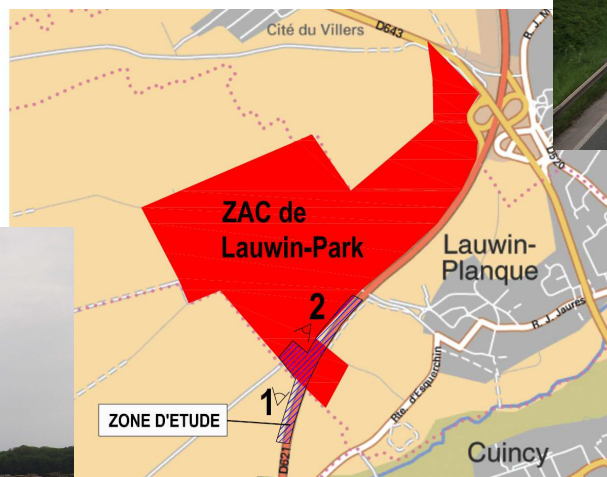 Cité du Villers
D643
R. J. M
D520
ZAC de
Lauwin-Park
Lauwin-
Planque
R. J. Jaurès
2
Rte. d'Esquerchin
1
ZONE D'ETUDE
D621
Cuincy